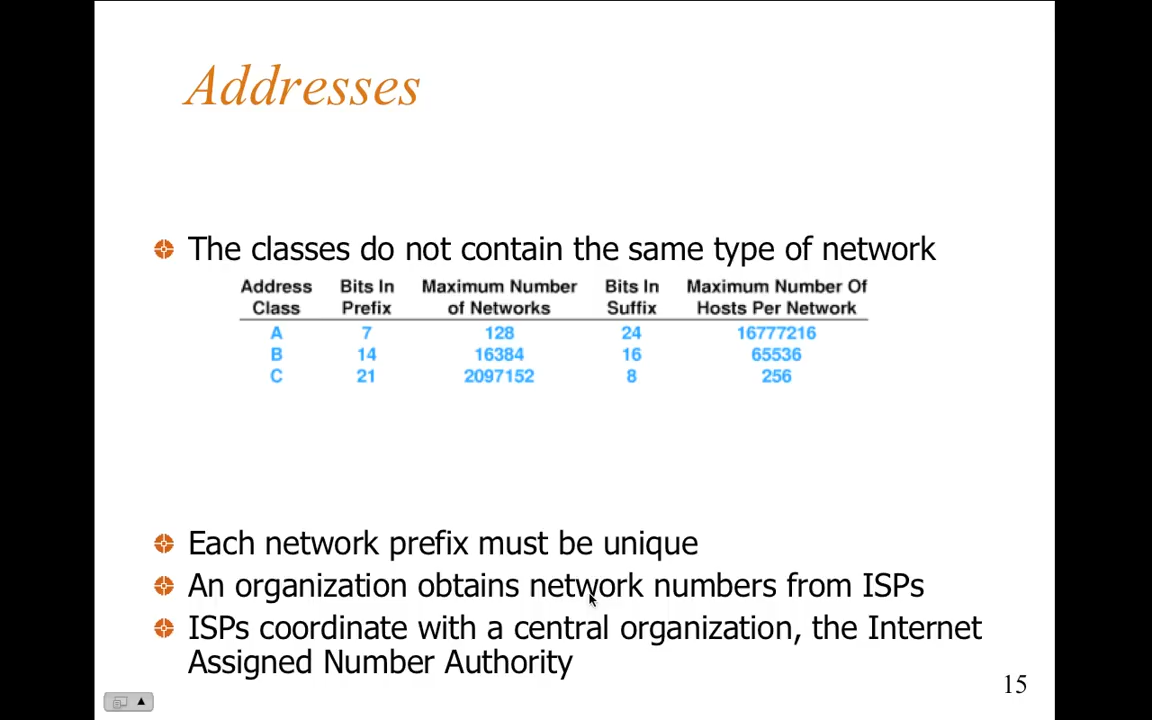 Addresses
The classes do not contain the same type of network
Address Bits In Maximum Number Bits In Maximum Number Of
Class Prefix of Networks Suffix Hosts Per Network
A 7 128 24 16777216
B 14 16384 16 65536
C 21 2097152 8 256
Each network prefix must be unique
An organization obtains network numbers from ISPs
ISPs coordinate with a central organization, the Internet
Assigned Number Authority
15